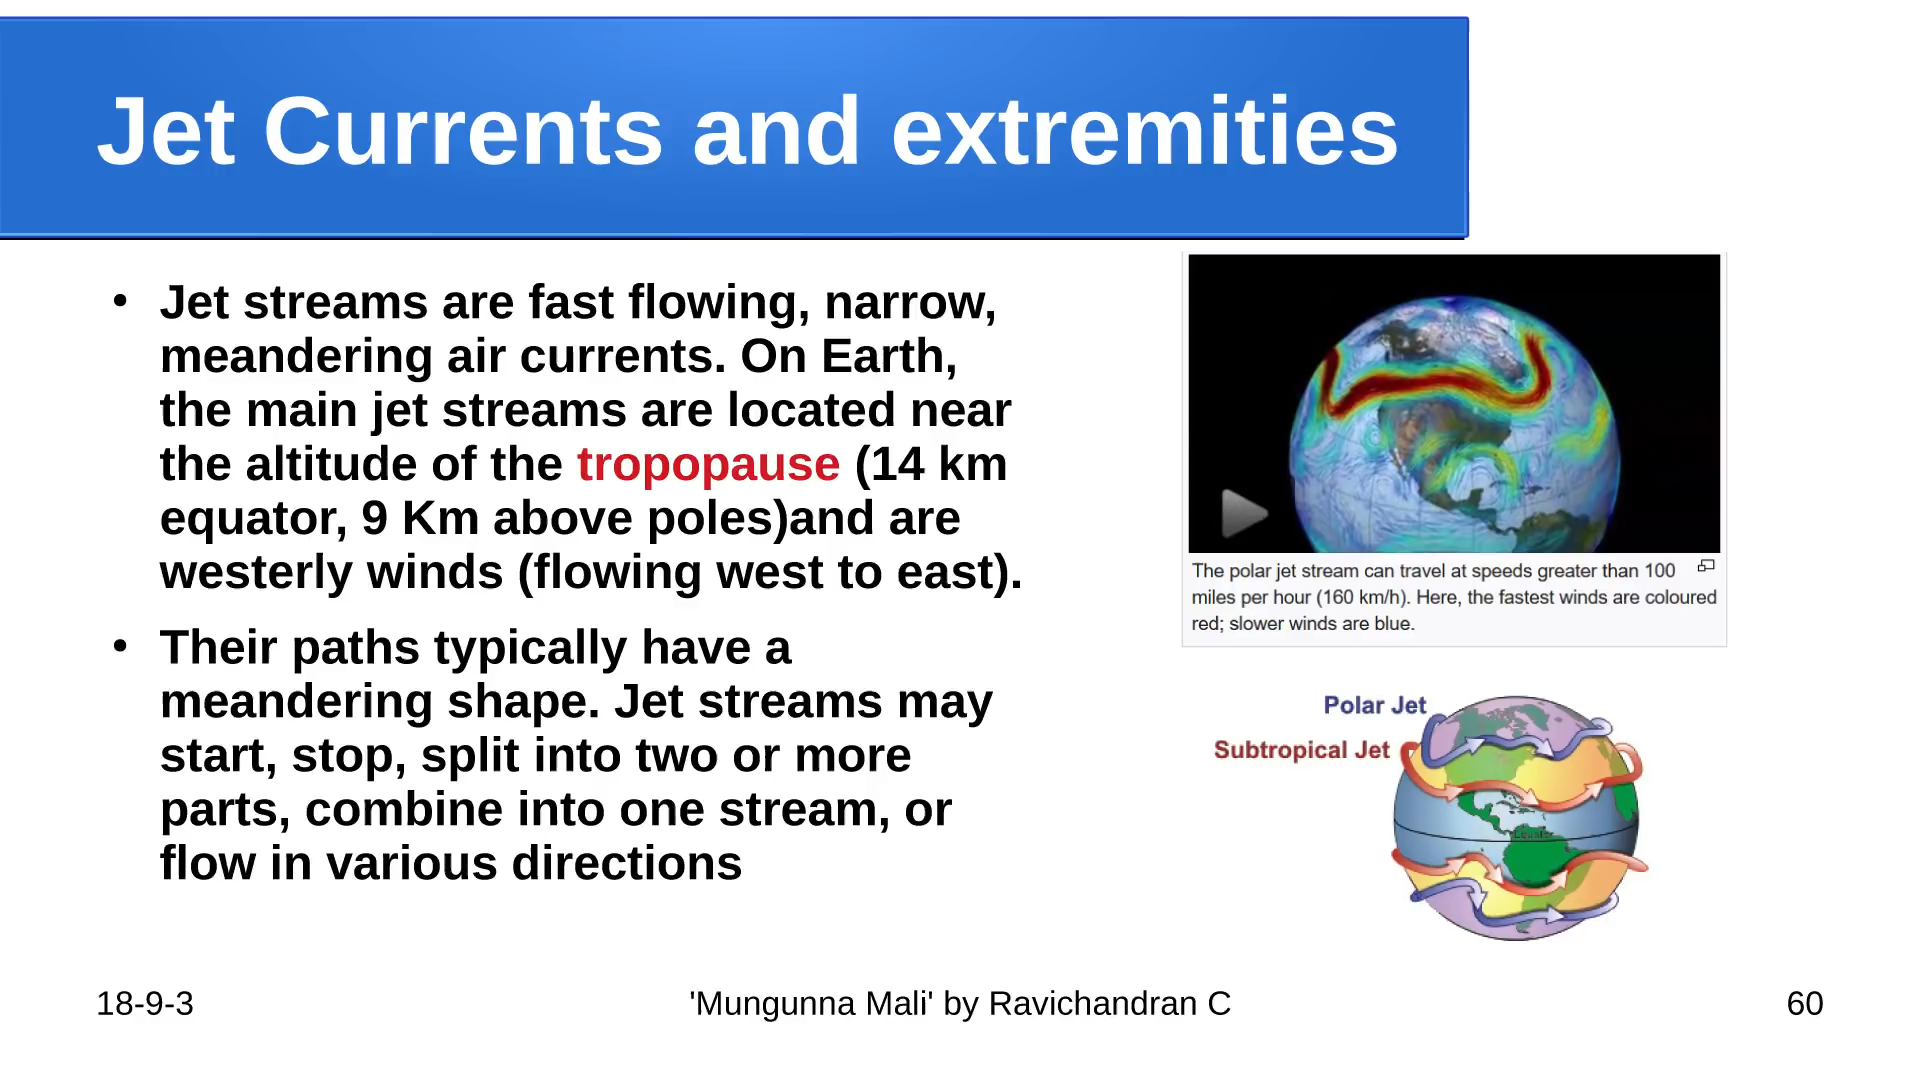 Jet Currents and extremities
• Jet streams are fast flowing, narrow,
meandering air currents. On Earth,
the main jet streams are located near
the altitude of the tropopause (14 km
equator, 9 Km above poles)and are
westerly winds (flowing west to east).
• Their paths typically have a
meandering shape. Jet streams may
start, stop, split into two or more
parts, combine into one stream, or
flow in various directions
The polar jet stream can travel at speeds greater than 100
miles per hour (160 km/h). Here, the fastest winds are coloured
red; slower winds are blue.
Polar Jet
Subtropical Jet
Equator
18-9-3
'Mungunna Mali' by Ravichandran C
60